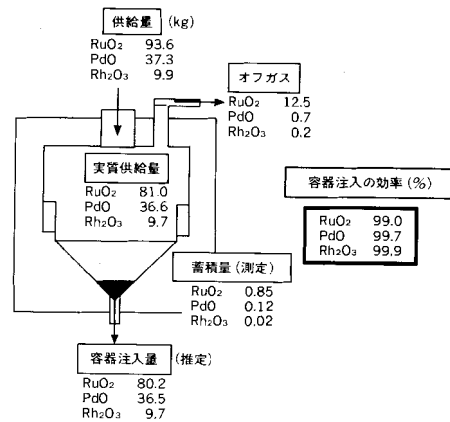 供給量 (kg)
RuO₂ 93.6
PdO 37.3
Rh₂O₃ 9.9
オフガス
RuO₂ 12.5
PdO 0.7
Rh₂O₃ 0.2
実質供給量
RuO₂ 81.0
PdO 36.6
Rh₂O₃ 9.7
容器注入の効率(%)
RuO₂ 99.0
PdO 99.7
Rh₂O₃ 99.9
蓄積量(測定)
RuO₂ 0.85
PdO 0.12
Rh₂O₃ 0.02
容器注入量 (推定)
RuO₂ 80.2
PdO 36.5
Rh₂O₃ 9.7